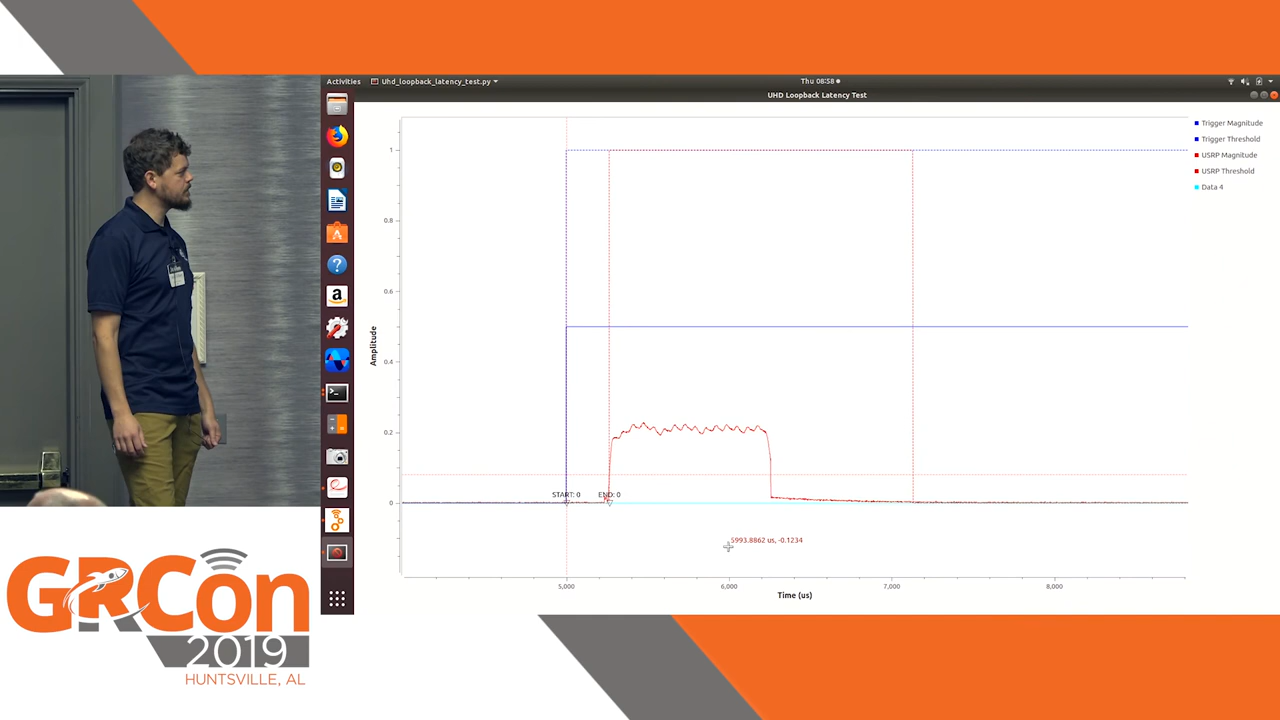 Activities
Uhd_loopback_latency_test.py
Thu 08:58
UHD Loopback Latency Test
Trigger Magnitude
Trigger Threshold
USRP Magnitude
USRP Threshold
Data 4
1
0.8
0.6
0.4
0.2
0
Amplitude
START: 0
END: 0
5993.8862 us, -0.1234
5,000
6,000
7,000
8,000
Time (us)
GRCon
2019
HUNTSVILLE, AL